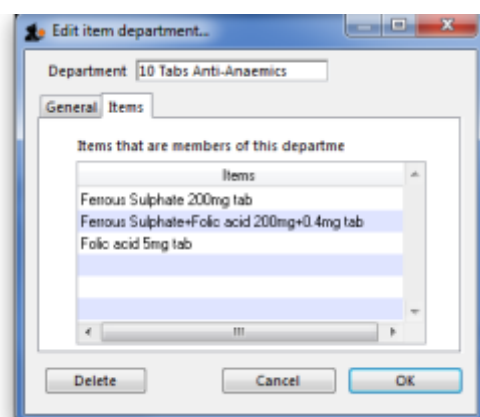 Edit item department...
Department 10 Tabs Anti-Anaemics
General Items
Items that are members of this departme
Items
Ferrous Sulphate 200mg tab
Ferrous Sulphate+Folic acid 200mg+0.4mg tab
Folic acid 5mg tab
Delete Cancel OK